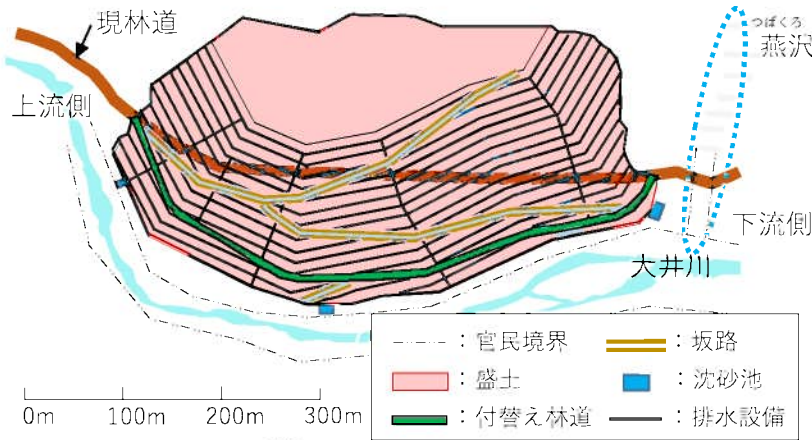 現林道
つばくろ
燕沢
上流側
下流側
大井川
：官民境界
：坂路
：盛土
：沈砂池
：付替え林道
：排水設備
0m 100m 200m 300m